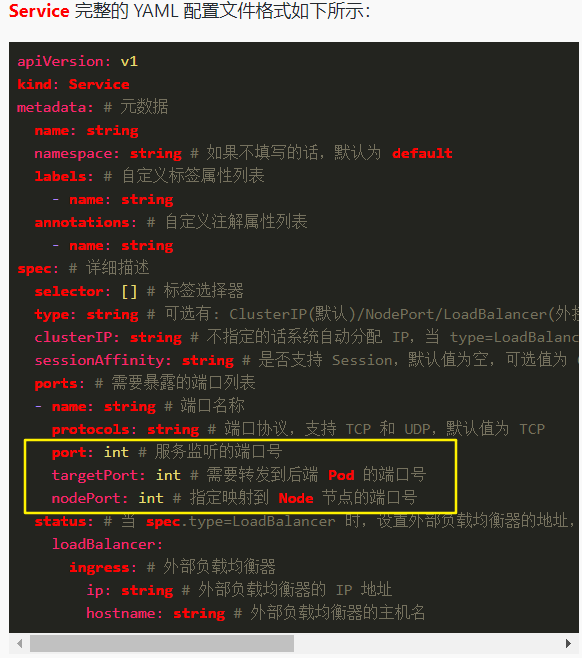 Service 完整的 YAML 配置文件格式如下所示：
apiVersion: v1
kind: Service
metadata: # 元数据
name: string
namespace: string # 如果不填写的话，默认为 default
labels: # 自定义标签属性列表
- name: string
annotations: # 自定义注解属性列表
- name: string
spec: # 详细描述
selector: [] # 标签选择器
type: string # 可选有: ClusterIP(默认)/NodePort/LoadBalancer(外接
clusterIP: string # 不指定的话系统自动分配 IP，当 type=LoadBalanc
sessionAffinity: string # 是否支持 Session，默认值为空，可选值为
ports: # 需要暴露的端口列表
- name: string # 端口名称
protocols: string # 端口协议，支持 TCP 和 UDP，默认值为 TCP
port: int # 服务监听的端口号
targetPort: int # 需要转发到后端 Pod 的端口号
nodePort: int # 指定映射到 Node 节点的端口号
status: # 当 spec.type=LoadBalancer 时，设置外部负载均衡器的地址，
loadBalancer:
ingress: # 外部负载均衡器
ip: string # 外部负载均衡器的 IP 地址
hostname: string # 外部负载均衡器的主机名